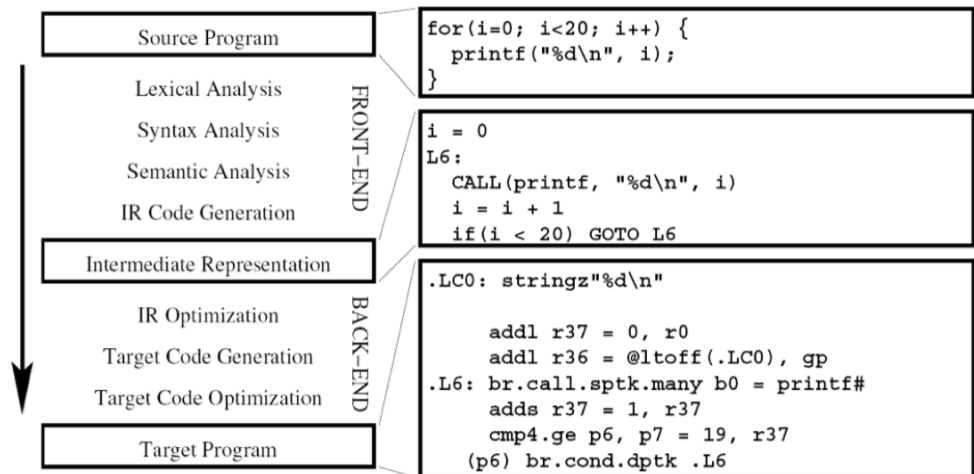 Source Program
Lexical Analysis
Syntax Analysis
Semantic Analysis
IR Code Generation
FRONT-END
Intermediate Representation
IR Optimization
Target Code Generation
Target Code Optimization
BACK-END
Target Program
for(i=0; i<20; i++) {
printf("%d\n", i);
}
i = 0
L6:
CALL(printf, "%d\n", i)
i = i + 1
if(i < 20) GOTO L6
.LC0: stringz"%d\n"
addl r37 = 0, r0
addl r36 = @ltoff(.LC0), gp
.L6: br.call.sptk.many b0 = printf#
adds r37 = 1, r37
cmp4.ge p6, p7 = 19, r37
(p6) br.cond.dptk .L6